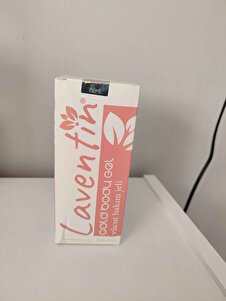 Laventin®
COLD BODY GEL
vücut bakım jeli